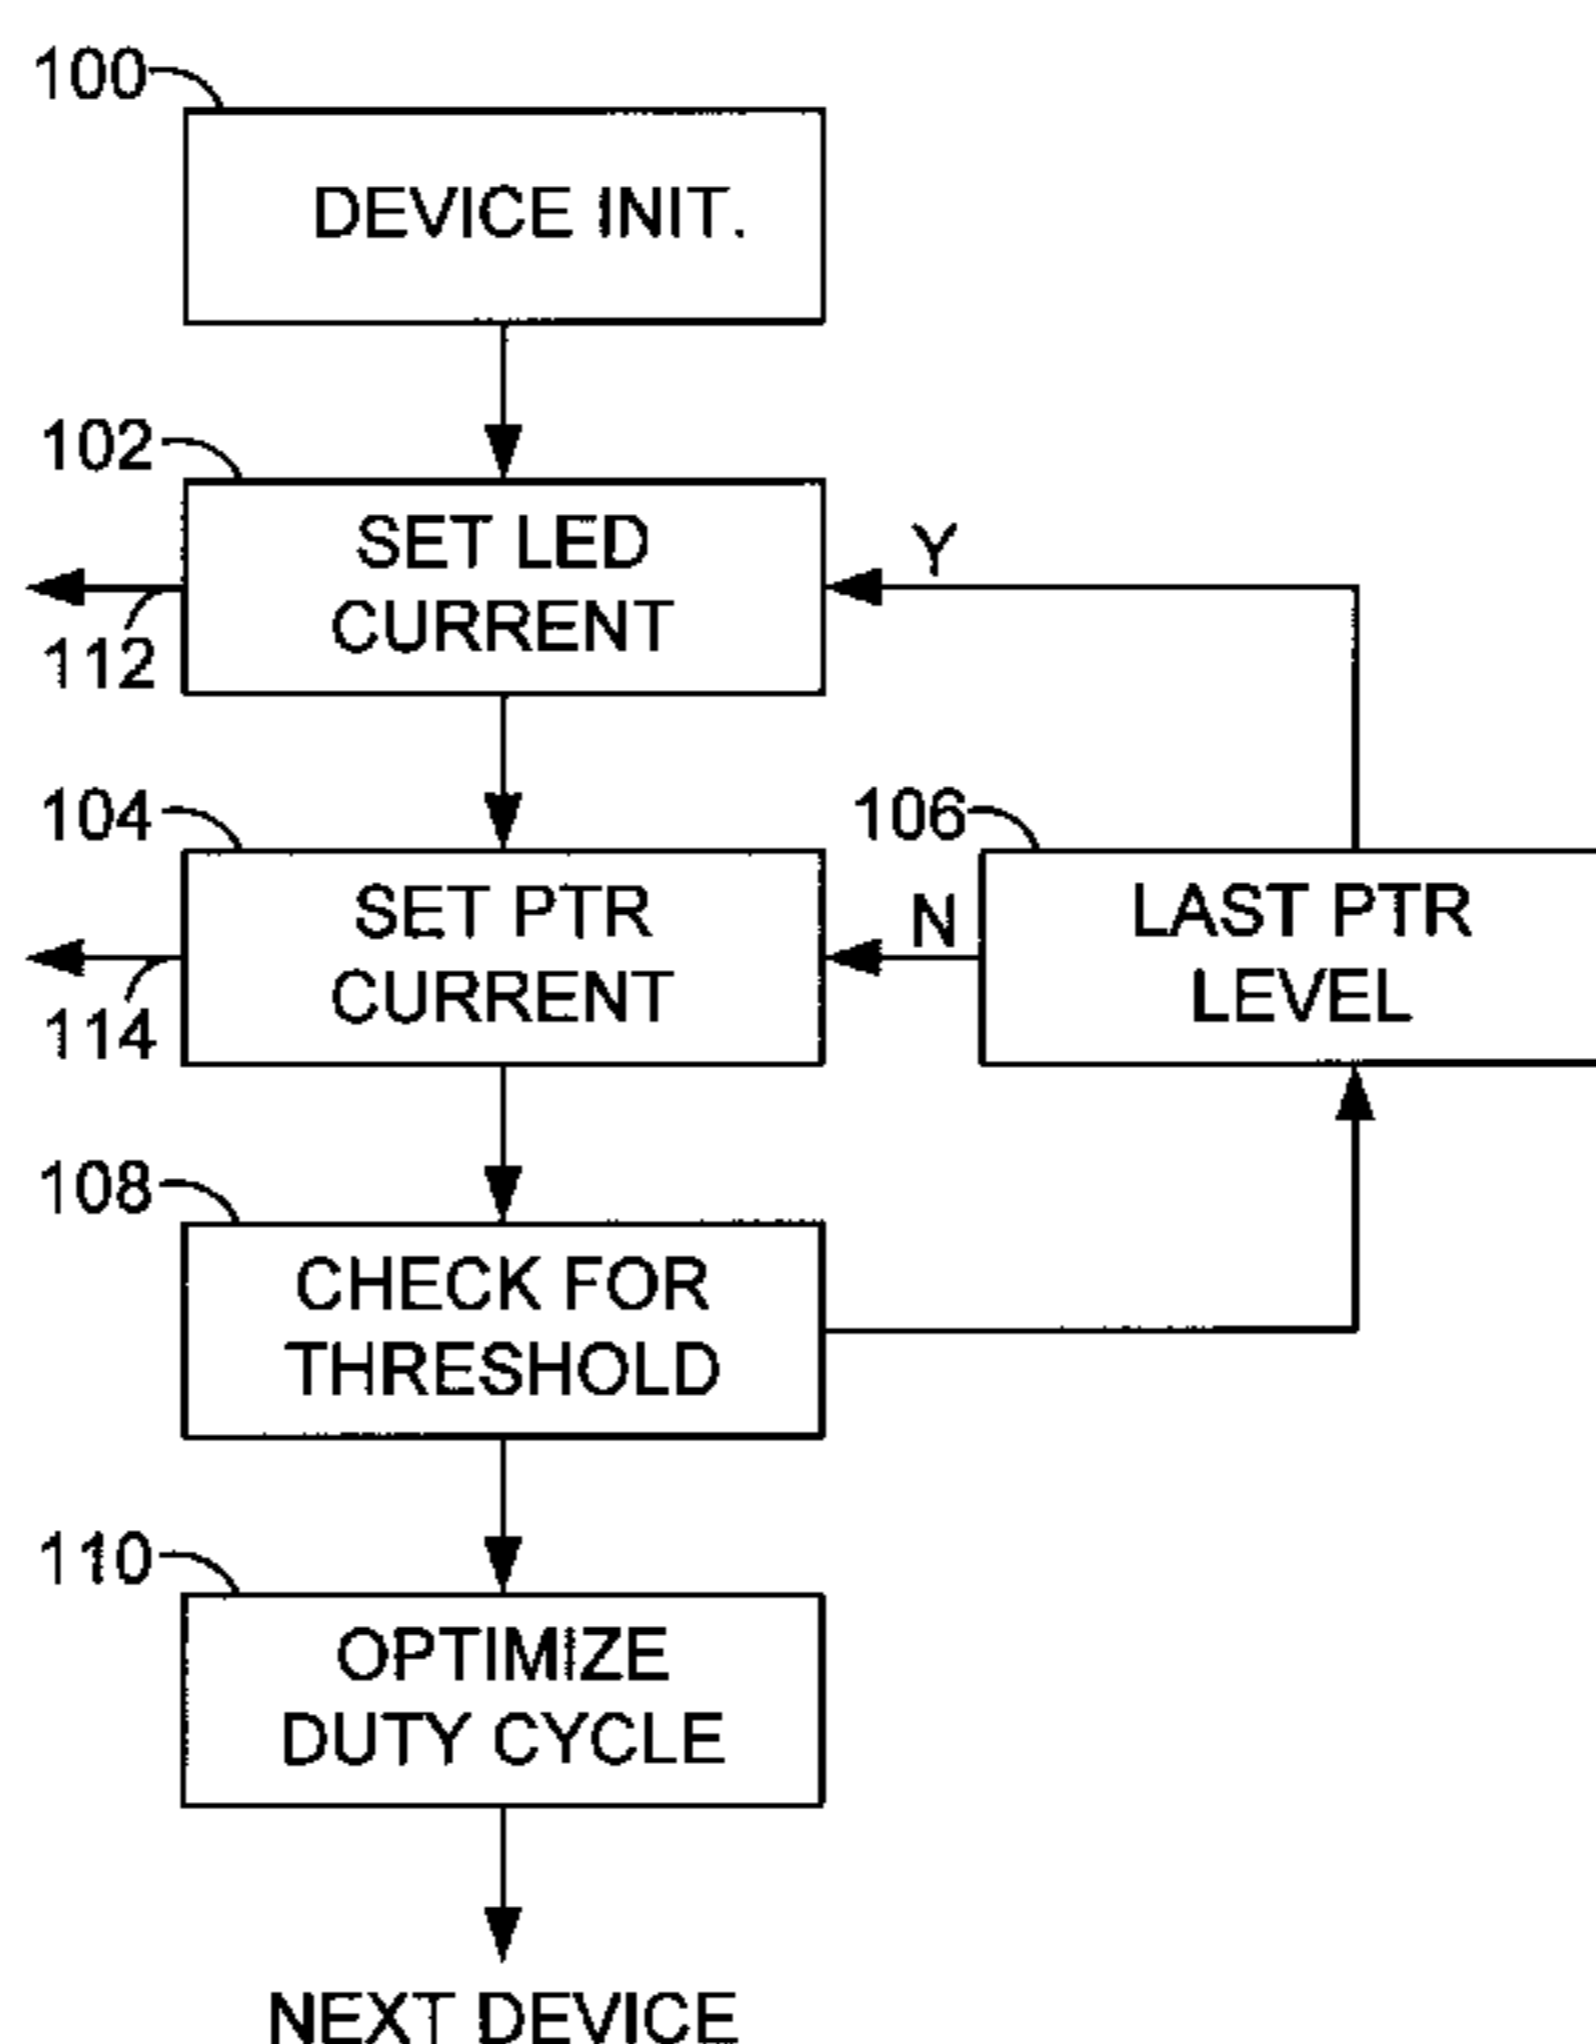 100
DEVICE INIT.
102
SET LED
CURRENT
Y
112
104
SET PTR
CURRENT
114
106
N
LAST PTR
LEVEL
108
CHECK FOR
THRESHOLD
110
OPTIMIZE
DUTY CYCLE
NEXT DEVICE